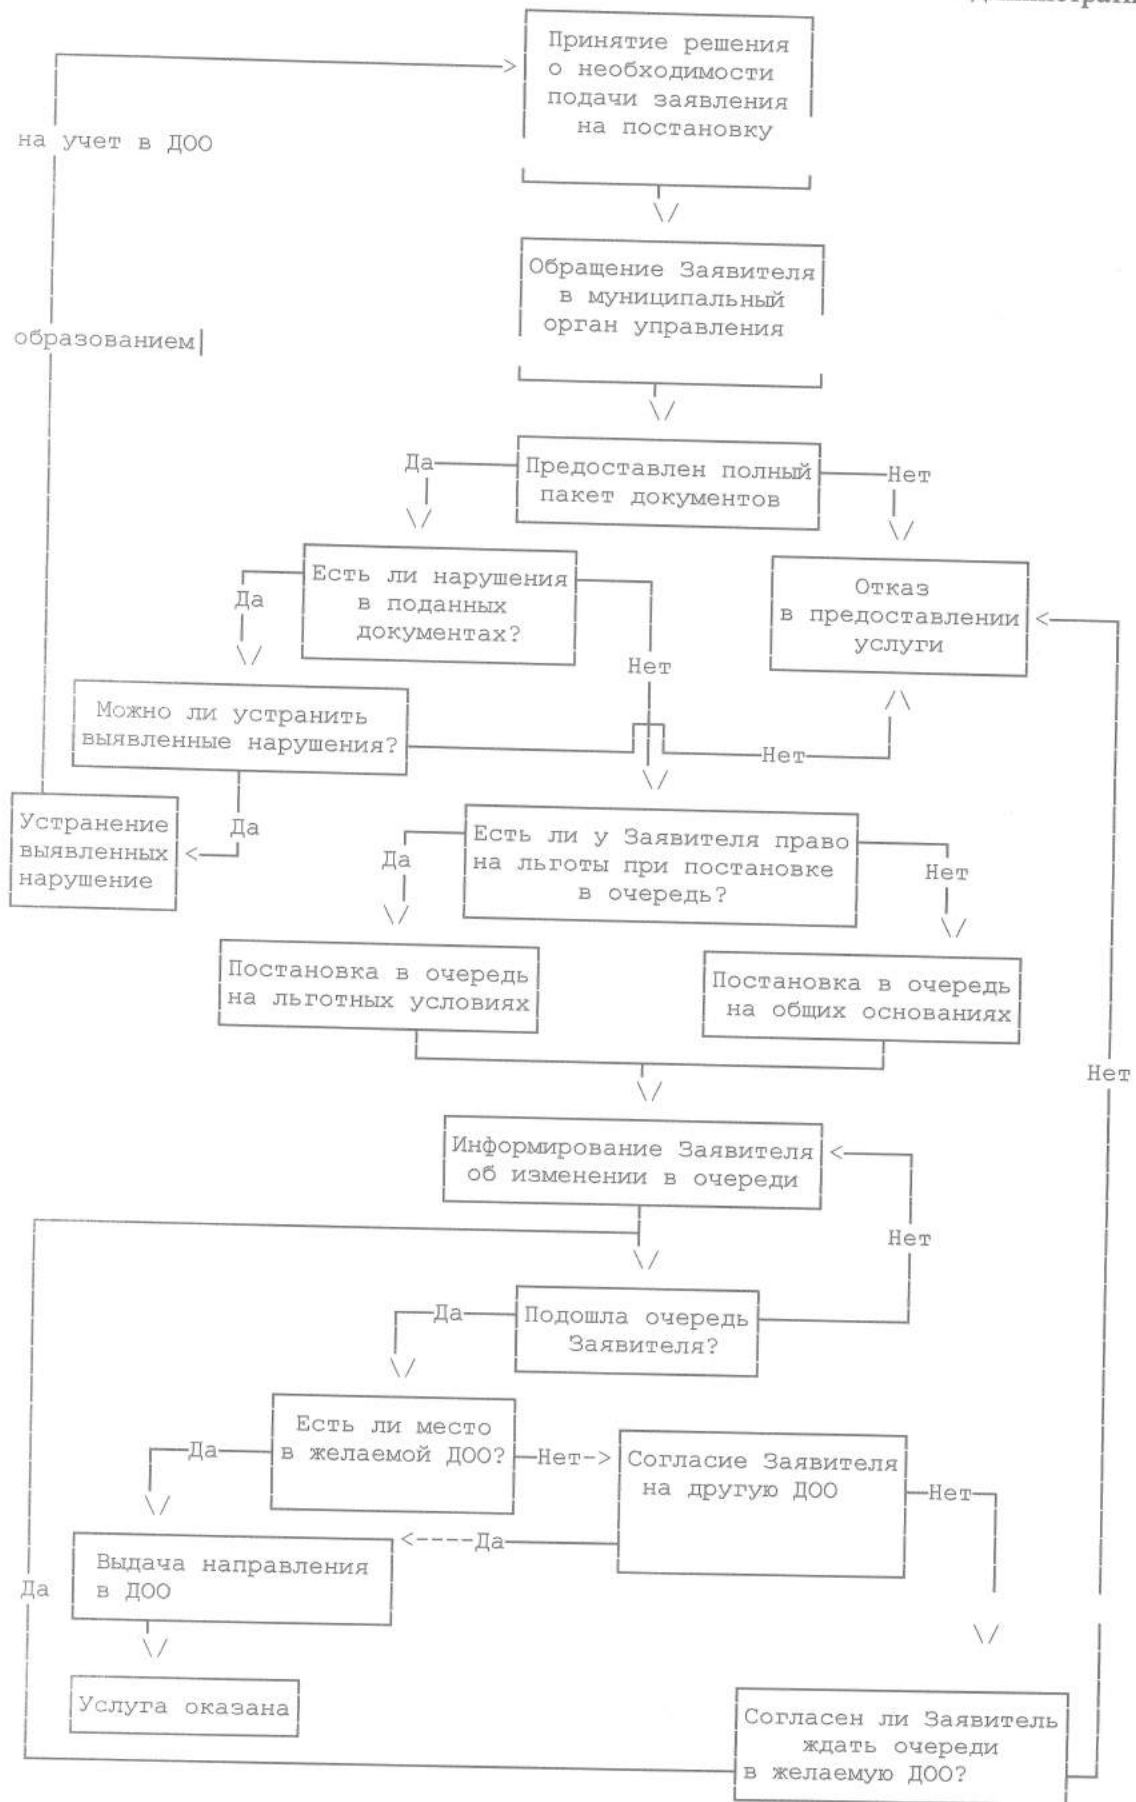 Принятие решения
о необходимости
подачи заявления
на постановку
на учет в ДОО
Обращение Заявителя
в муниципальный
орган управления
образованием
Да
Предоставлен полный
пакет документов
Нет
Есть ли нарушения
в поданных
документах?
Да
Нет
Отказ
в предоставлении
услуги
Можно ли устранить
выявленные нарушения?
Нет
Да
Устранение
выявленных
нарушение
Есть ли у Заявителя право
на льготы при постановке
в очередь?
Да
Нет
Постановка в очередь
на льготных условиях
Постановка в очередь
на общих основаниях
Нет
Информирование Заявителя
об изменении в очереди
Нет
Да
Подошла очередь
Заявителя?
Есть ли место
в желаемой ДОО?
Да
Нет
Согласие Заявителя
на другую ДОО
Нет
Да
Выдача направления
в ДОО
Да
Услуга оказана
Согласен ли Заявитель
ждать очереди
в желаемую ДОО?